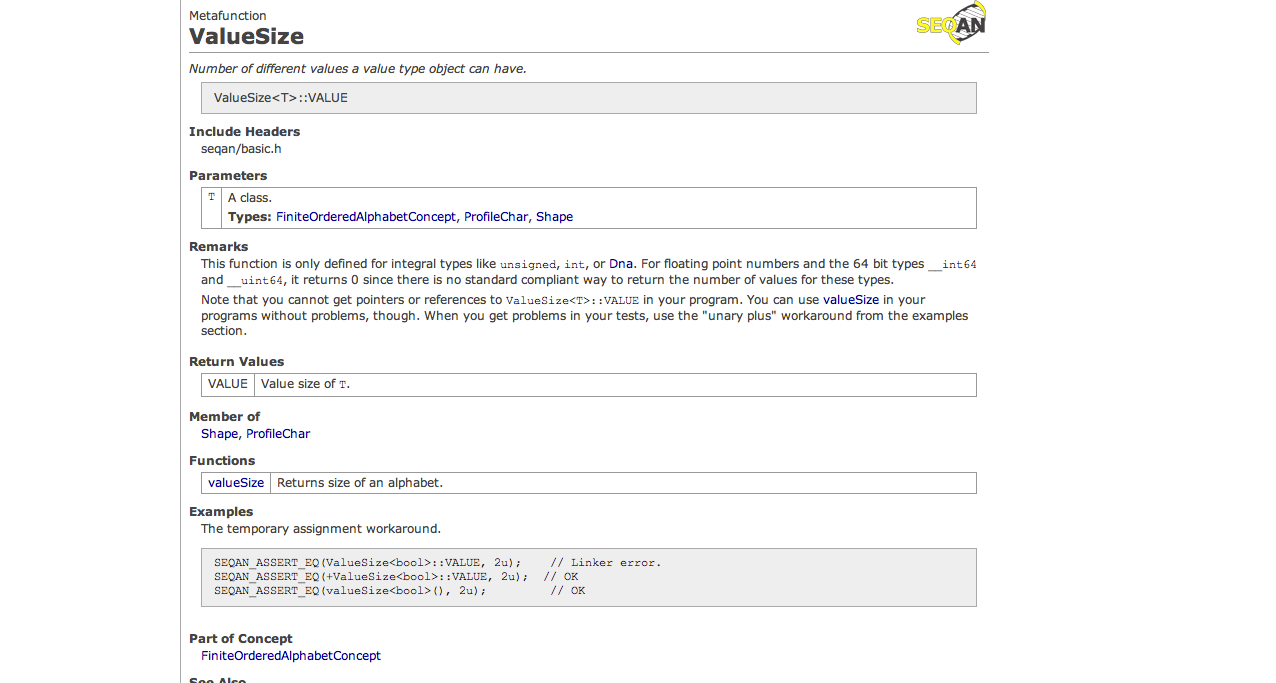 Metafunction
SEQAN
ValueSize
Number of different values a value type object can have.
ValueSize<T>::VALUE
Include Headers
seqan/basic.h
Parameters
T A class.
Types: FiniteOrderedAlphabetConcept, ProfileChar, Shape
Remarks
This function is only defined for integral types like unsigned, int, or Dna. For floating point numbers and the 64 bit types __int64
and __uint64, it returns 0 since there is no standard compliant way to return the number of values for these types.
Note that you cannot get pointers or references to ValueSize<T>::VALUE in your program. You can use valueSize in your
programs without problems, though. When you get problems in your tests, use the "unary plus" workaround from the examples
section.
Return Values
VALUE Value size of T.
Member of
Shape, ProfileChar
Functions
valueSize Returns size of an alphabet.
Examples
The temporary assignment workaround.
SEQAN_ASSERT_EQ(ValueSize<bool>::VALUE, 2u);    // Linker error.
SEQAN_ASSERT_EQ(+ValueSize<bool>::VALUE, 2u);  // OK
SEQAN_ASSERT_EQ(valueSize<bool>(), 2u);         // OK
Part of Concept
FiniteOrderedAlphabetConcept
See Also